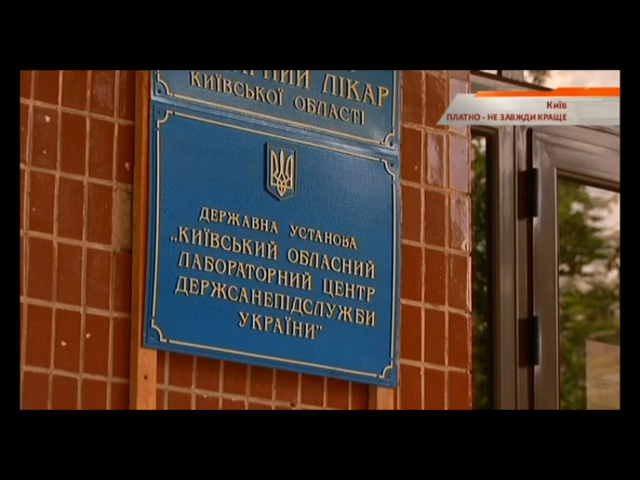 ЛІКАР
КИЇВСЬКОЇ ОБЛАСТІ
Київ
ПЛАТНО - НЕ ЗАВЖДИ КРАЩЕ
ДЕРЖАВНА УСТАНОВА
„КИЇВСЬКИЙ ОБЛАСНИЙ
ЛАБОРАТОРНИЙ ЦЕНТР
ДЕРЖСАНЕПІДСЛУЖБИ
УКРАЇНИ"